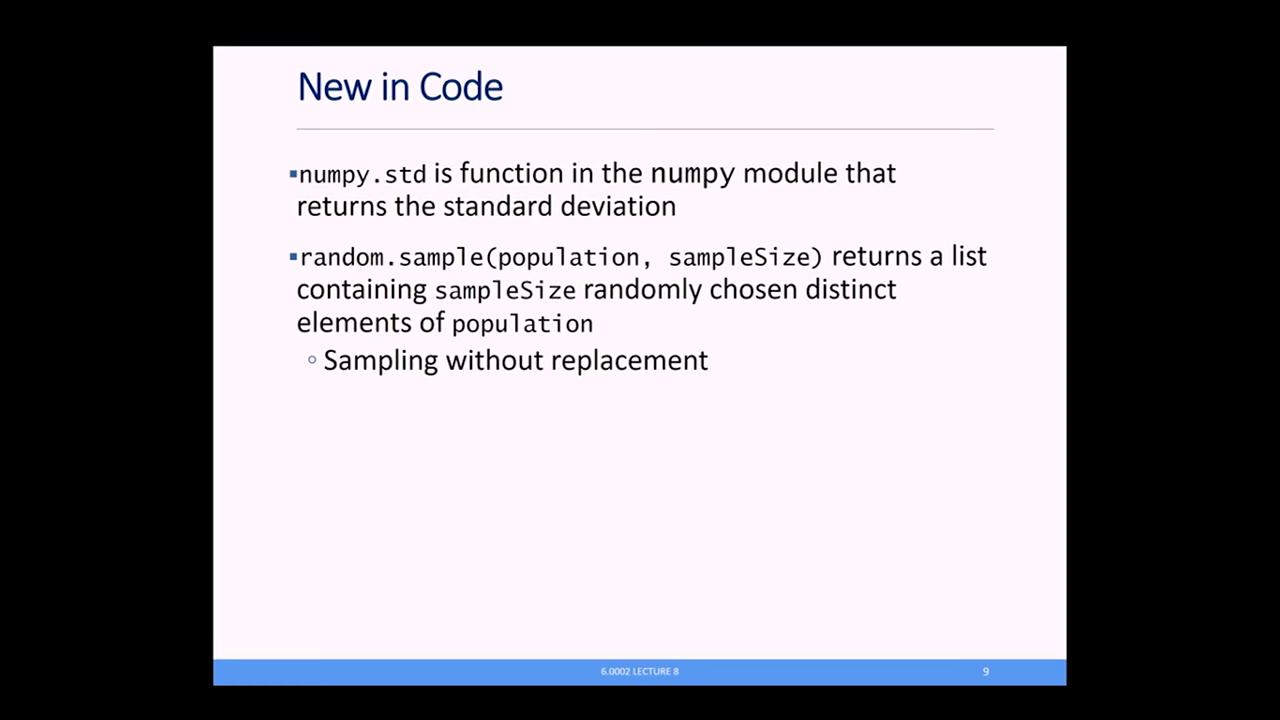 New in Code
▪numpy.std is function in the numpy module that
returns the standard deviation
▪random.sample(population, sampleSize) returns a list
containing sampleSize randomly chosen distinct
elements of population
◦ Sampling without replacement
6.0002 LECTURE 8
9